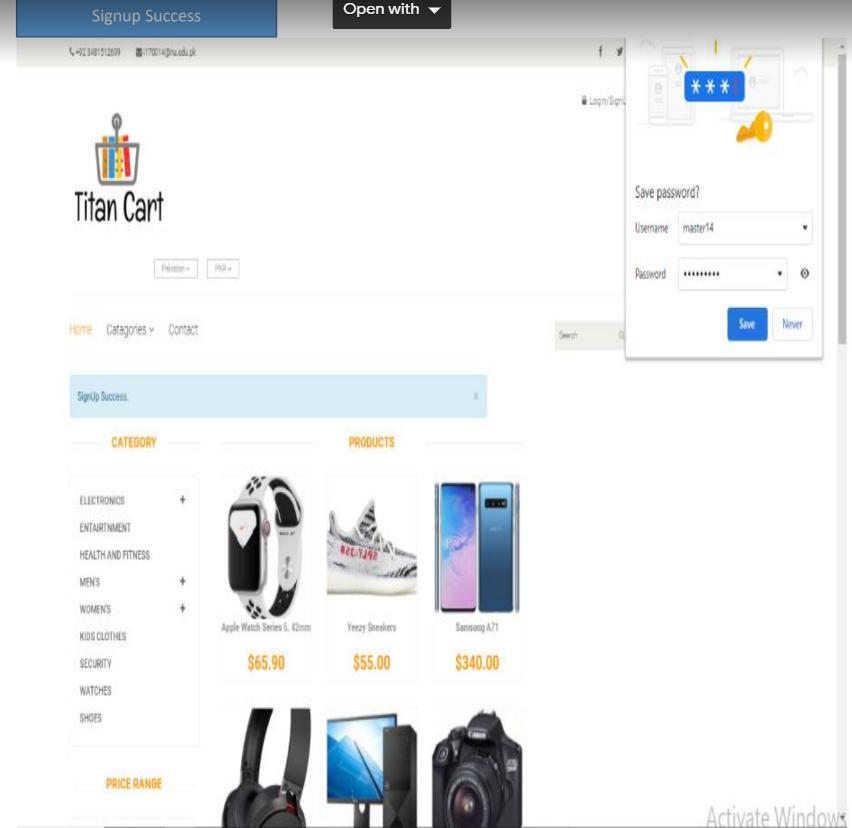 Signup Success
Open with
+92 3481512699
i170014@nu.edu.pk
f
Login/SignU
***
Titan Cart
Save password?
Username master14
Password •••••••••
Save Never
Pakistan
PKR
Home Catagories Contact
Search
SignUp Success.
×
CATEGORY
PRODUCTS
ELECTRONICS +
ENTAIRTNMENT
HEALTH AND FITNESS
MEN'S +
WOMEN'S +
KIDS CLOTHES
SECURITY
WATCHES
SHOES
Apple Watch Series 5. 42mm
$65.90
Yeezy Sneakers
$55.00
Samsung A71
$340.00
Canon
PRICE RANGE
Activate Windows